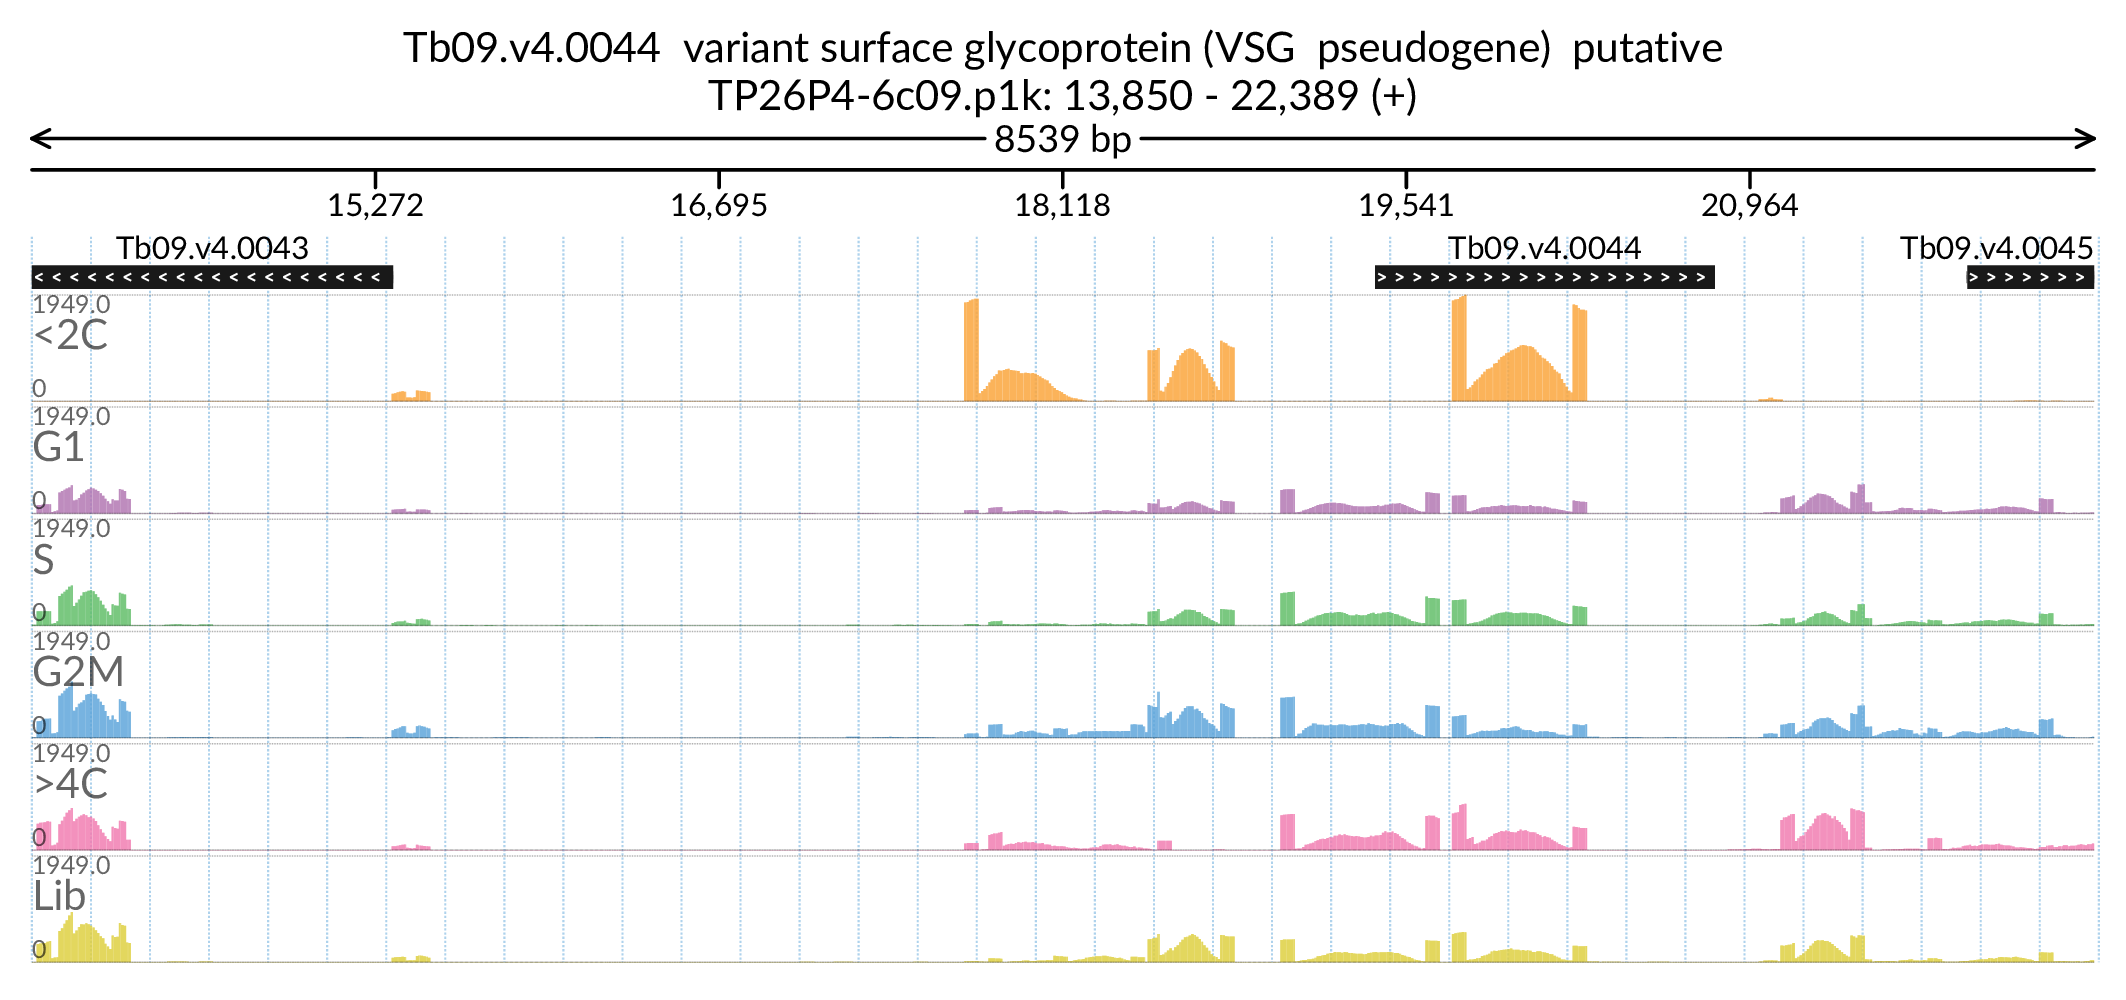 Tb09.v4.0044  variant surface glycoprotein (VSG  pseudogene)  putative
TP26P4-6c09.p1k: 13,850 - 22,389 (+)
8539 bp
15,272 16,695 18,118 19,541 20,964
Tb09.v4.0043 Tb09.v4.0044 Tb09.v4.0045
1949.0
<2C
0
1949.0
G1
0
1949.0
S
0
1949.0
G2M
0
1949.0
>4C
0
1949.0
Lib
0